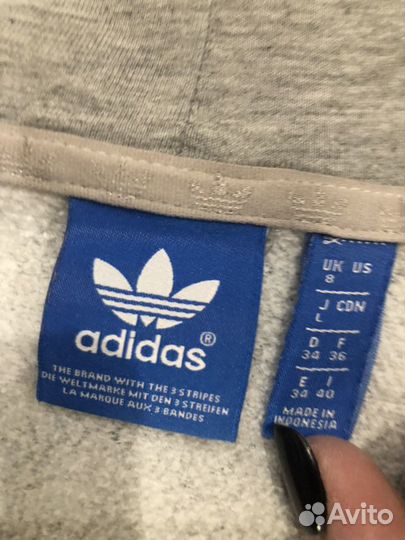 adidas®
THE BRAND WITH THE 3 STRIPES
DIE WELTMARKE MIT DEN 3 STREIFEN
LA MARQUE AUX 3 BANDES
UK US
8
J CDN
L
D F
34 36
E I
34 40
MADE IN
INDONESIA
Avito